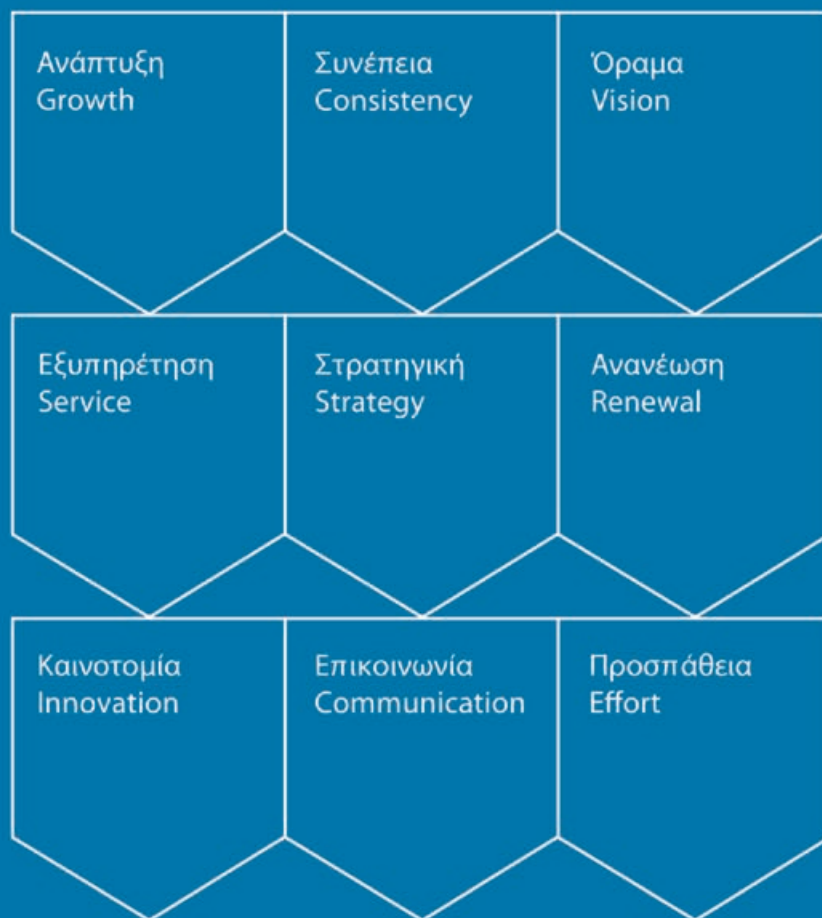 Ανάπτυξη
Growth
Συνέπεια
Consistency
Όραμα
Vision
Εξυπηρέτηση
Service
Στρατηγική
Strategy
Ανανέωση
Renewal
Καινοτομία
Innovation
Επικοινωνία
Communication
Προσπάθεια
Effort